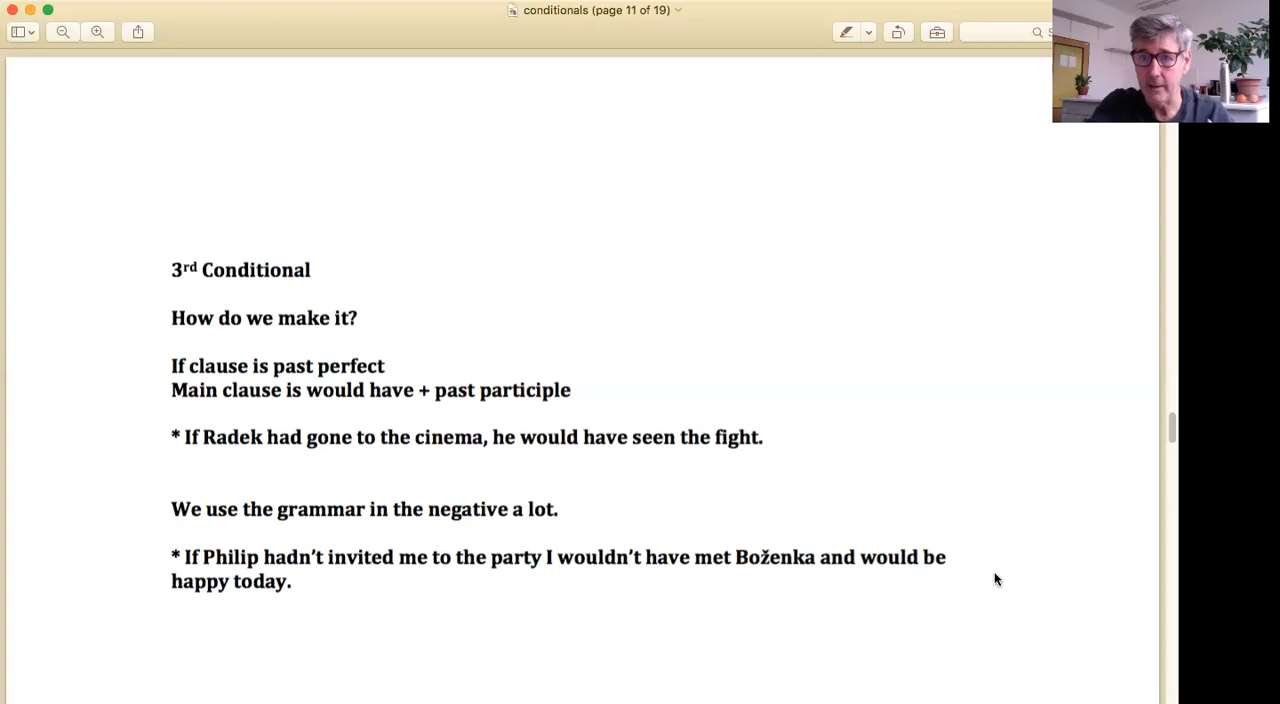 conditionals (page 11 of 19)
3rd Conditional
How do we make it?
If clause is past perfect
Main clause is would have + past participle
* If Radek had gone to the cinema, he would have seen the fight.
We use the grammar in the negative a lot.
* If Philip hadn’t invited me to the party I wouldn’t have met Boženka and would be
happy today.